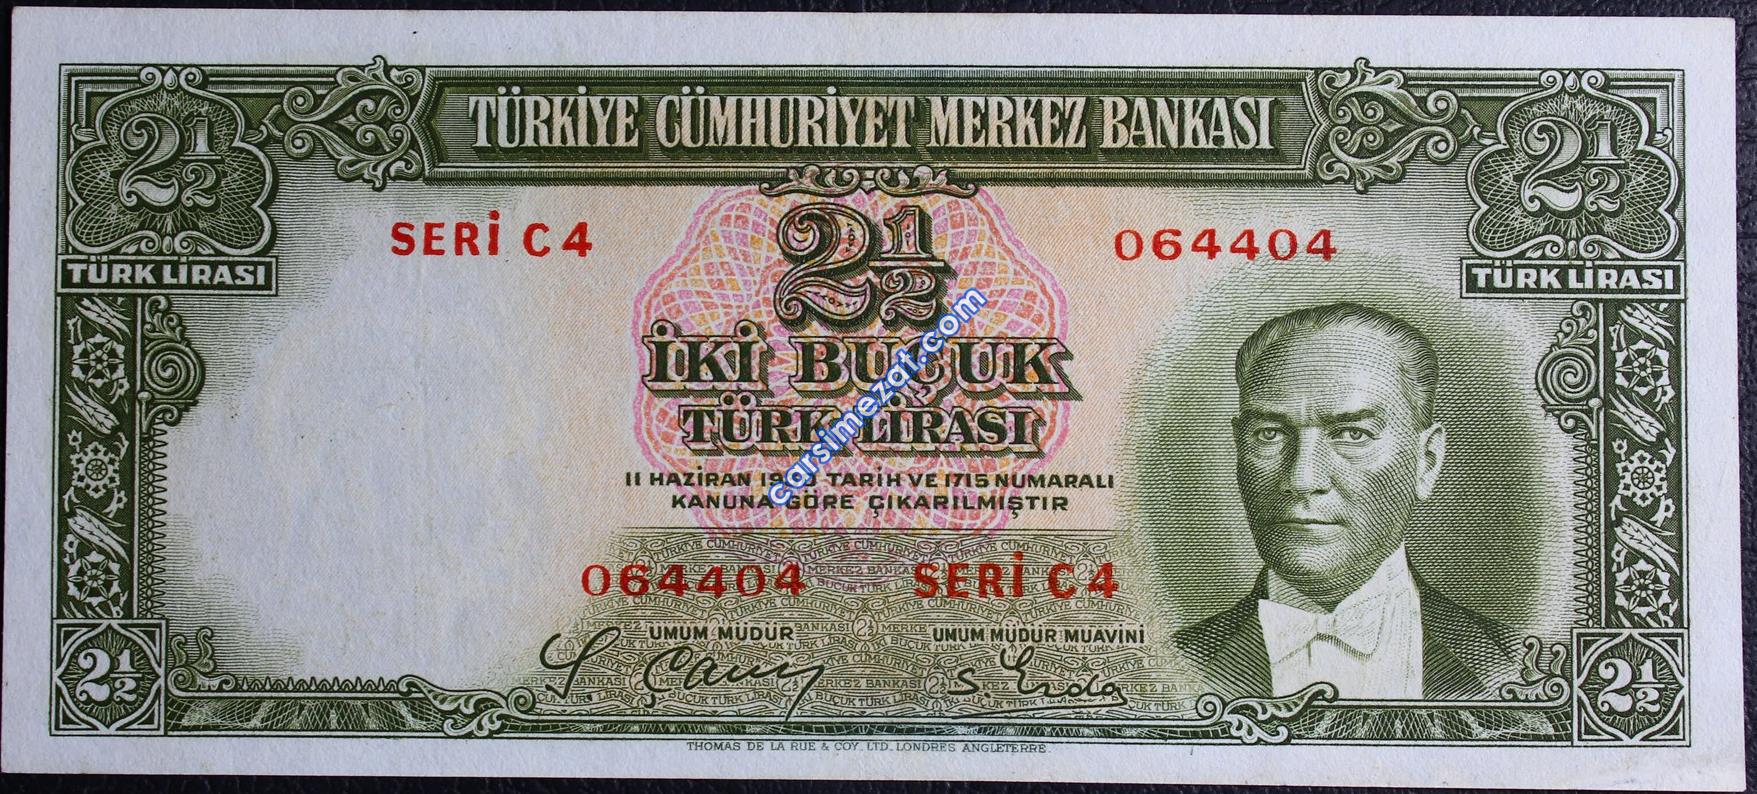 TÜRKİYE CÜMHURİYET MERKEZ BANKASI
2½ 2½
TÜRK LİRASI TÜRK LİRASI
SERİ C4 2½ 064404
İKİ BUÇUK
TÜRK LİRASI
11 HAZİRAN TARİH VE 1715 NUMARALI
KANUNA GÖRE ÇIKARILMIŞTIR
064404 SERİ C4
UMUM MÜDÜR UMUM MÜDÜR MUAVİNİ
2½ 2½
THOMAS DE LA RUE & COY. LTD. LONDRES ANGLETERRE.
carsimezat.com